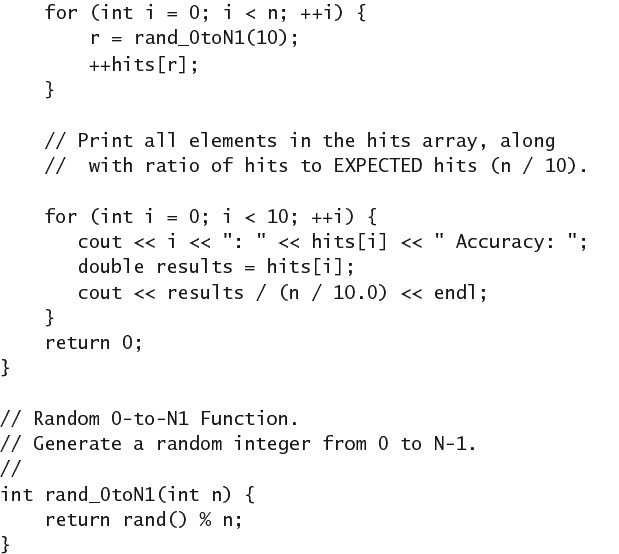 for (int i = 0; i < n; ++i) {
r = rand_0toN1(10);
++hits[r];
}
// Print all elements in the hits array, along
//  with ratio of hits to EXPECTED hits (n / 10).
for (int i = 0; i < 10; ++i) {
cout << i << ": " << hits[i] << " Accuracy: ";
double results = hits[i];
cout << results / (n / 10.0) << endl;
}
return 0;
}
// Random 0-to-N1 Function.
// Generate a random integer from 0 to N-1.
//
int rand_0toN1(int n) {
return rand() % n;
}